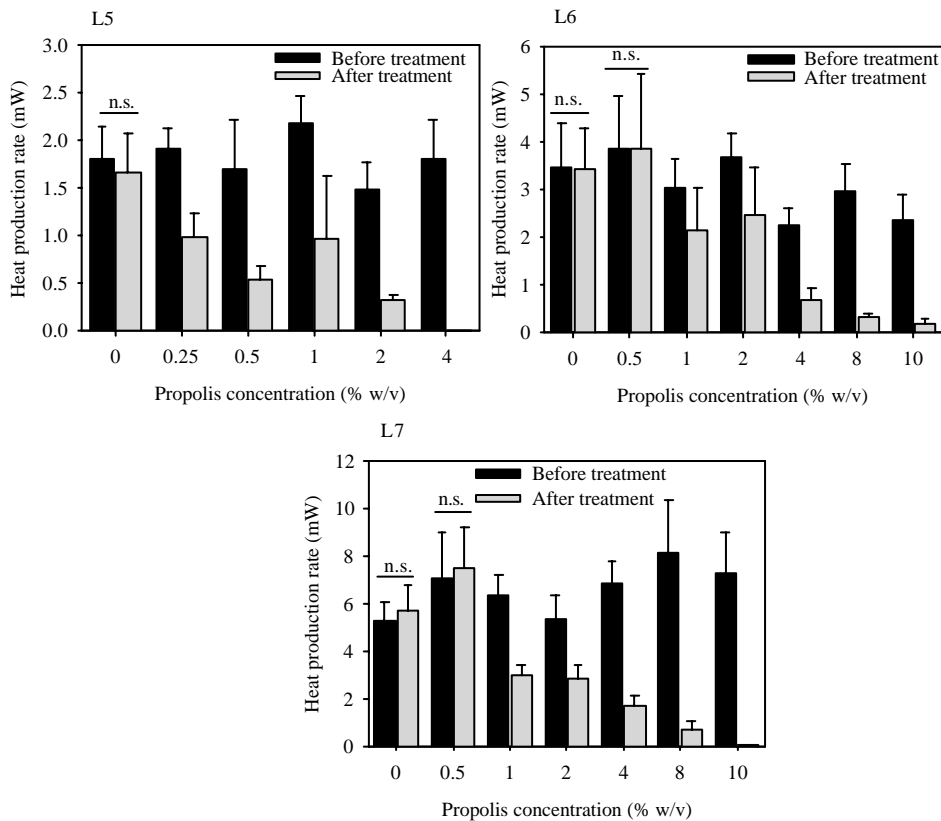 L5
Heat production rate (mW)
3.0
2.5
2.0
1.5
1.0
0.5
0.0
Before treatment
After treatment
n.s.
0 0.25 0.5 1 2 4
Propolis concentration (% w/v)
L6
Heat production rate (mW)
6
5
4
3
2
1
0
Before treatment
After treatment
n.s.
n.s.
0 0.5 1 2 4 8 10
Propolis concentration (% w/v)
L7
Heat production rate (mW)
12
10
8
6
4
2
0
Before treatment
After treatment
n.s.
n.s.
0 0.5 1 2 4 8 10
Propolis concentration (% w/v)